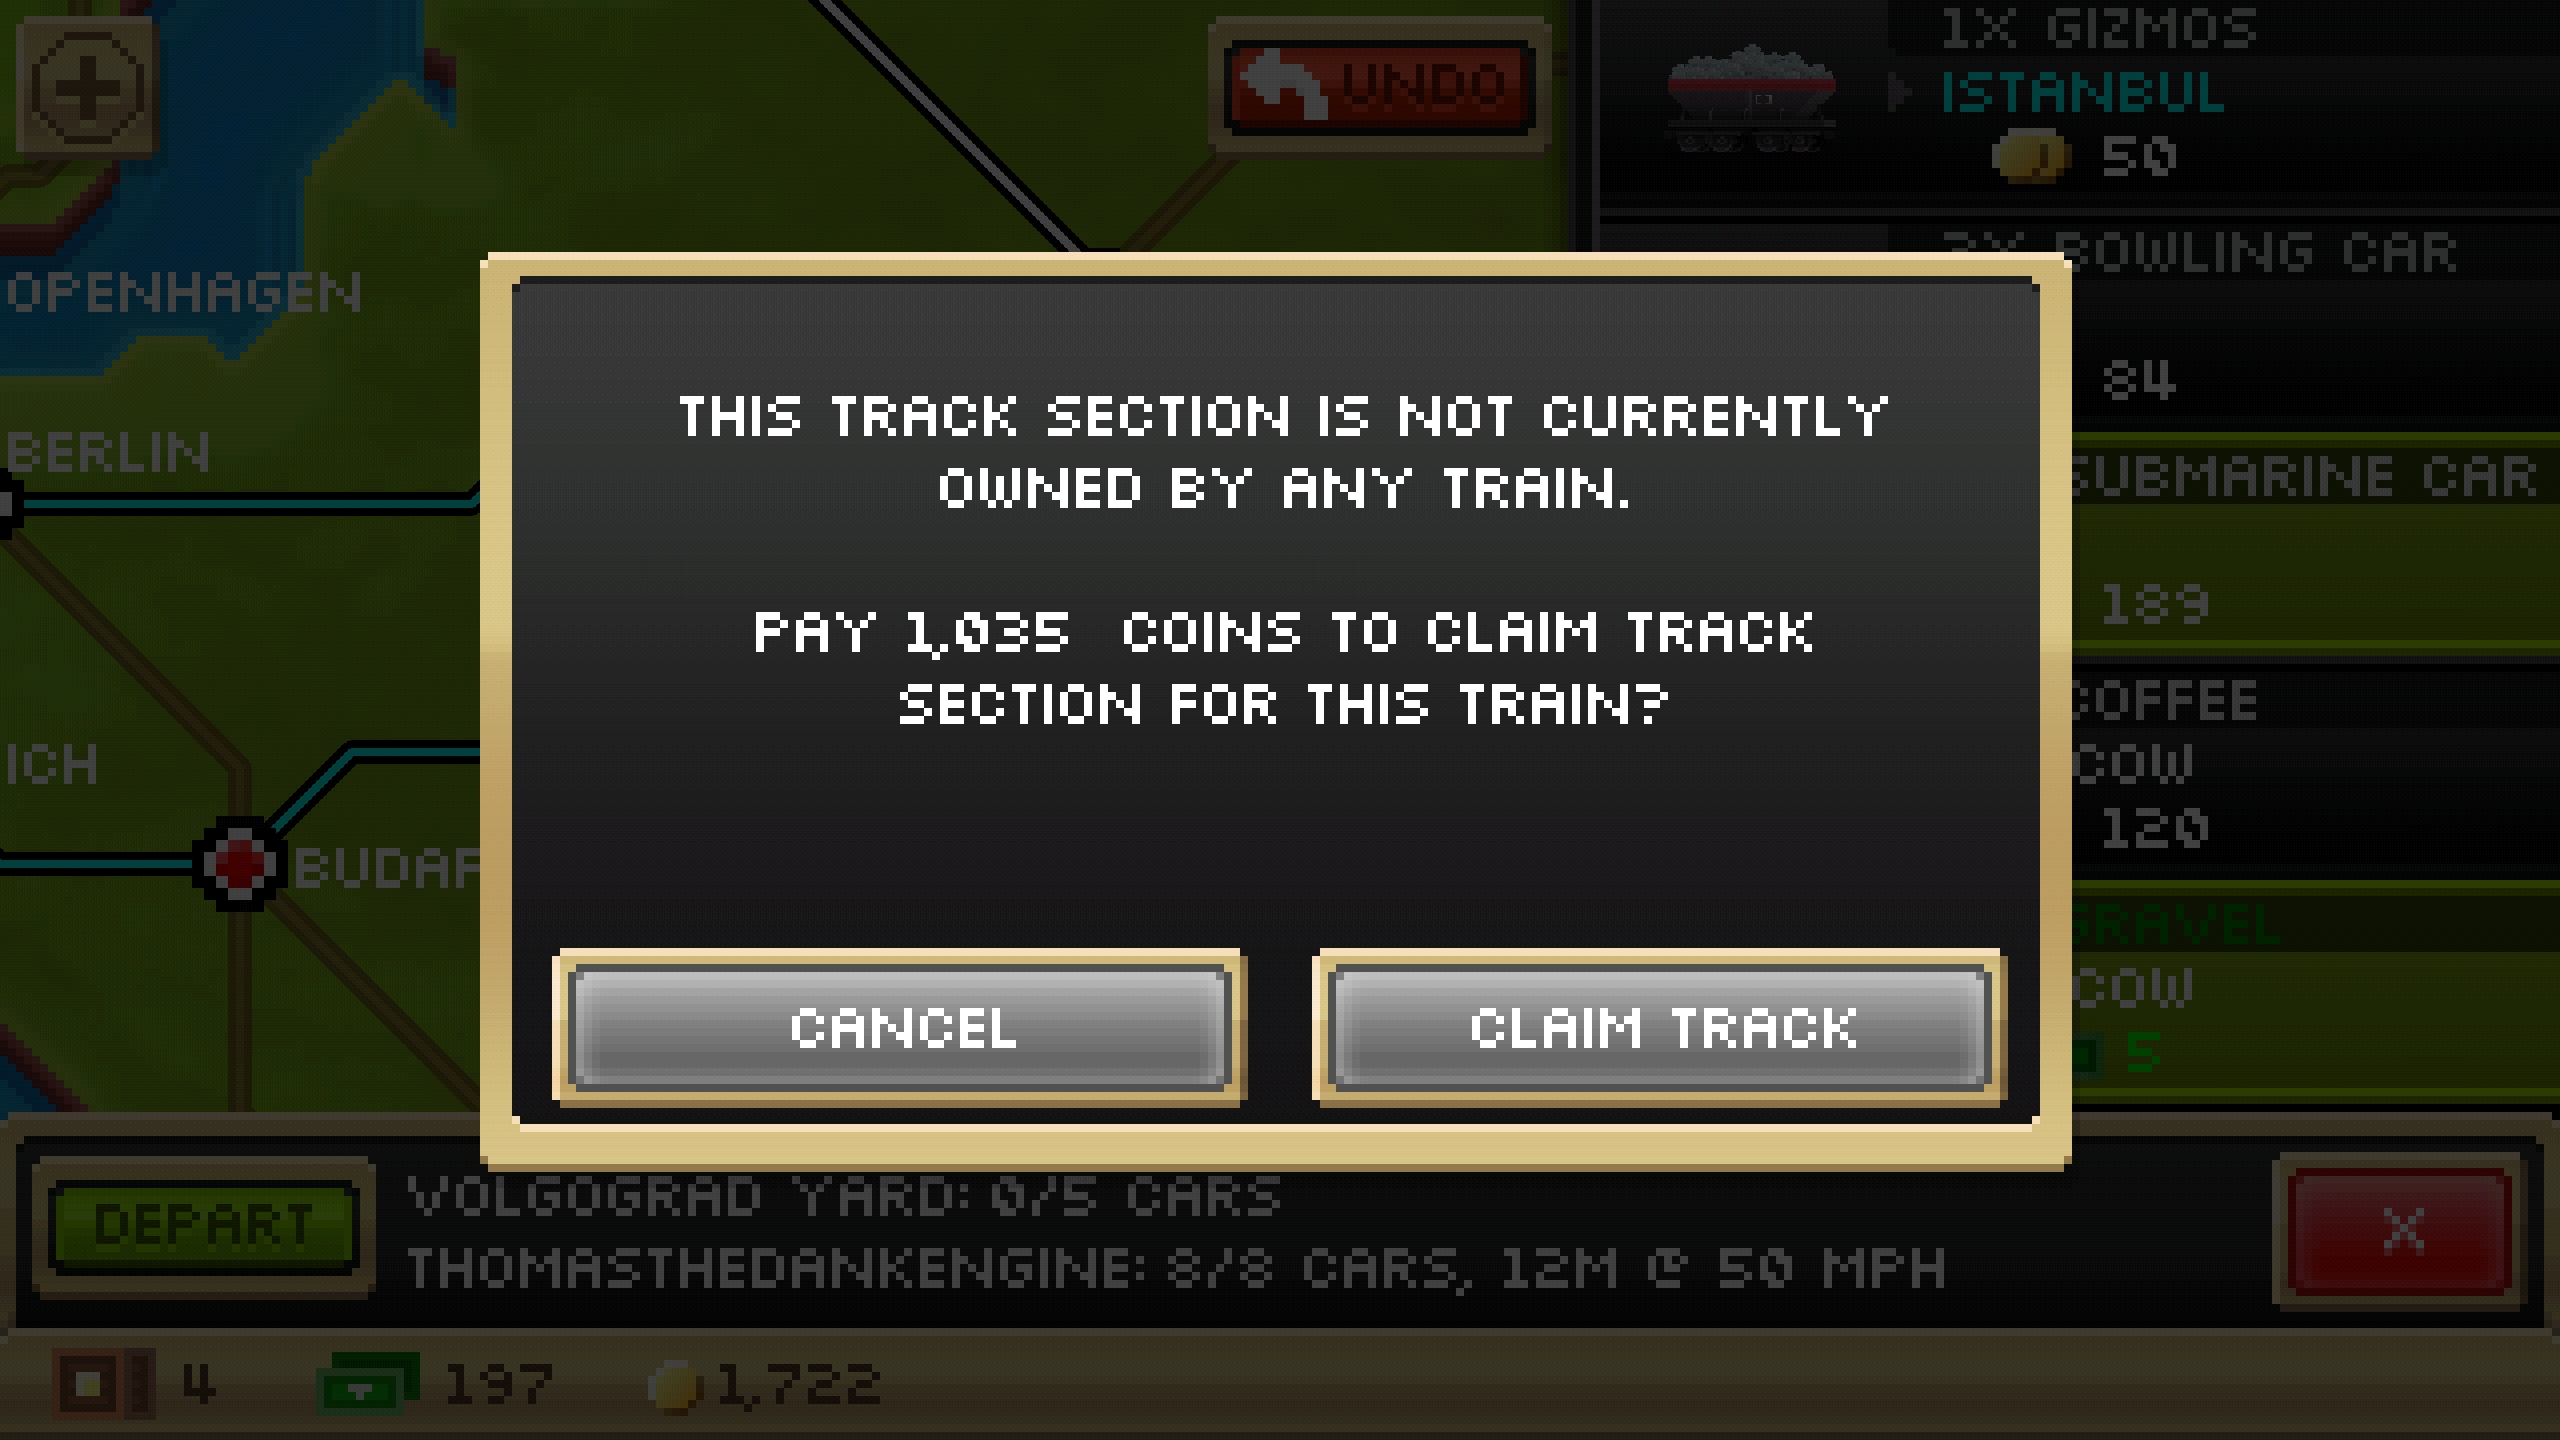 UNDO
1X GIZMOS
ISTANBUL
50
BOWLING CAR
84
SUBMARINE CAR
189
COFFEE
COW
120
GRAVEL
COW
5
OPENHAGEN
BERLIN
ICH
BUDAP
THIS TRACK SECTION IS NOT CURRENTLY
OWNED BY ANY TRAIN.
PAY 1,035 COINS TO CLAIM TRACK
SECTION FOR THIS TRAIN?
CANCEL
CLAIM TRACK
DEPART
VOLGOGRAD YARD: 0/5 CARS
THOMASTHEDANKENGINE: 8/8 CARS, 12M @ 50 MPH
X
4
197
1,722